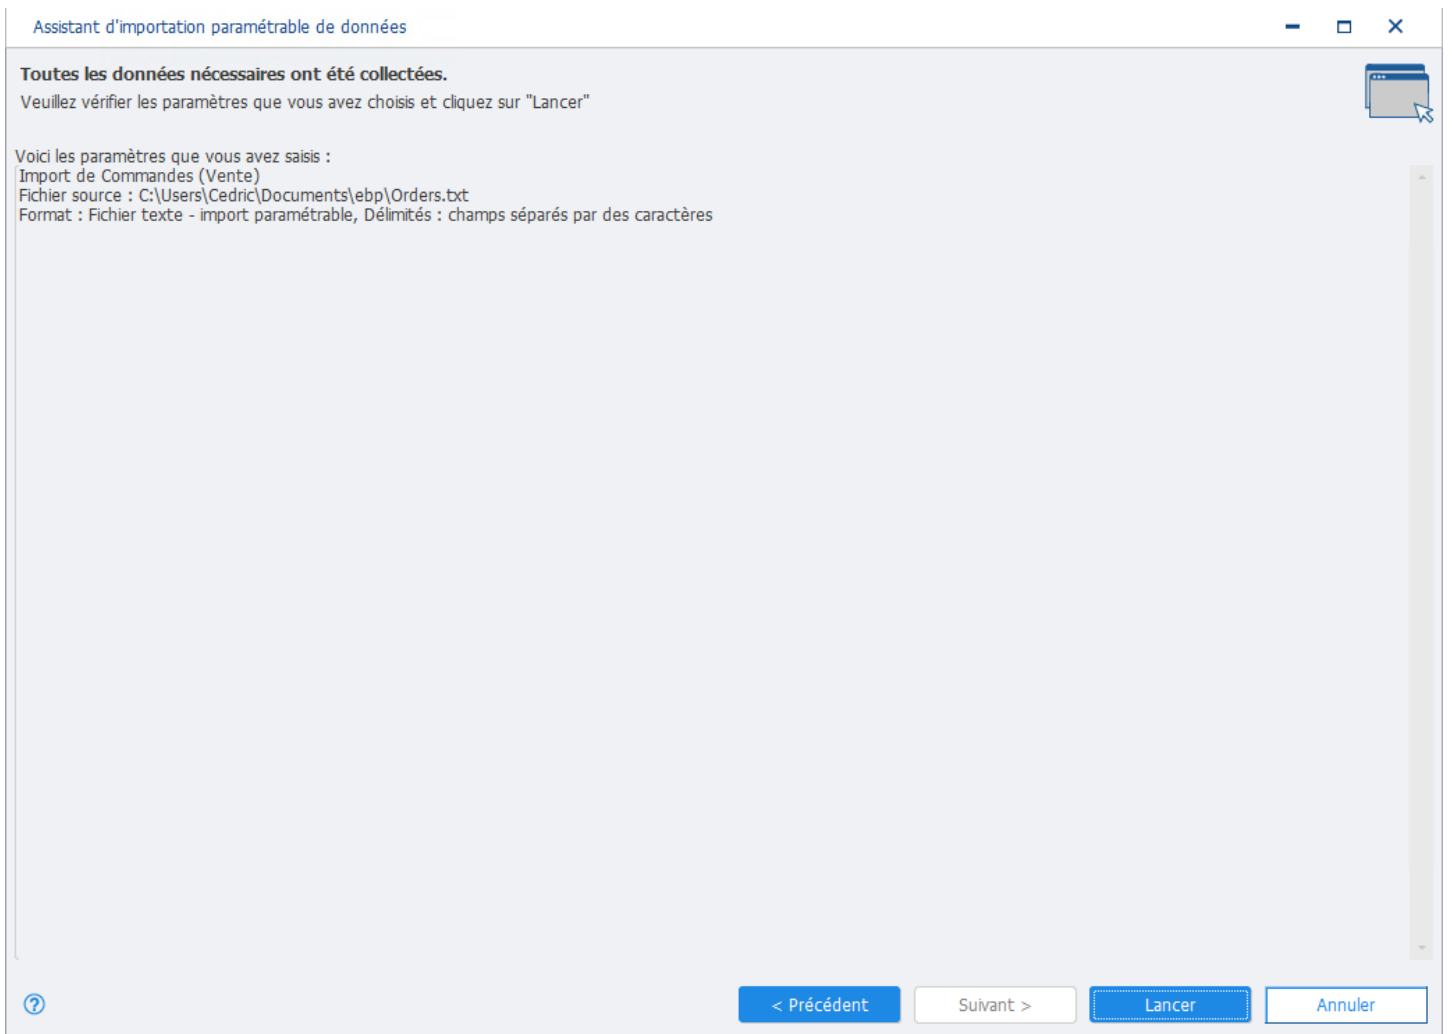 Assistant d'importation paramétrable de données
Toutes les données nécessaires ont été collectées.
Veuillez vérifier les paramètres que vous avez choisis et cliquez sur "Lancer"
Voici les paramètres que vous avez saisis :
Import de Commandes (Vente)
Fichier source : C:\Users\Cedric\Documents\ebp\Orders.txt
Format : Fichier texte - import paramétrable, Délimités : champs séparés par des caractères
? < Précédent Suivant > Lancer Annuler